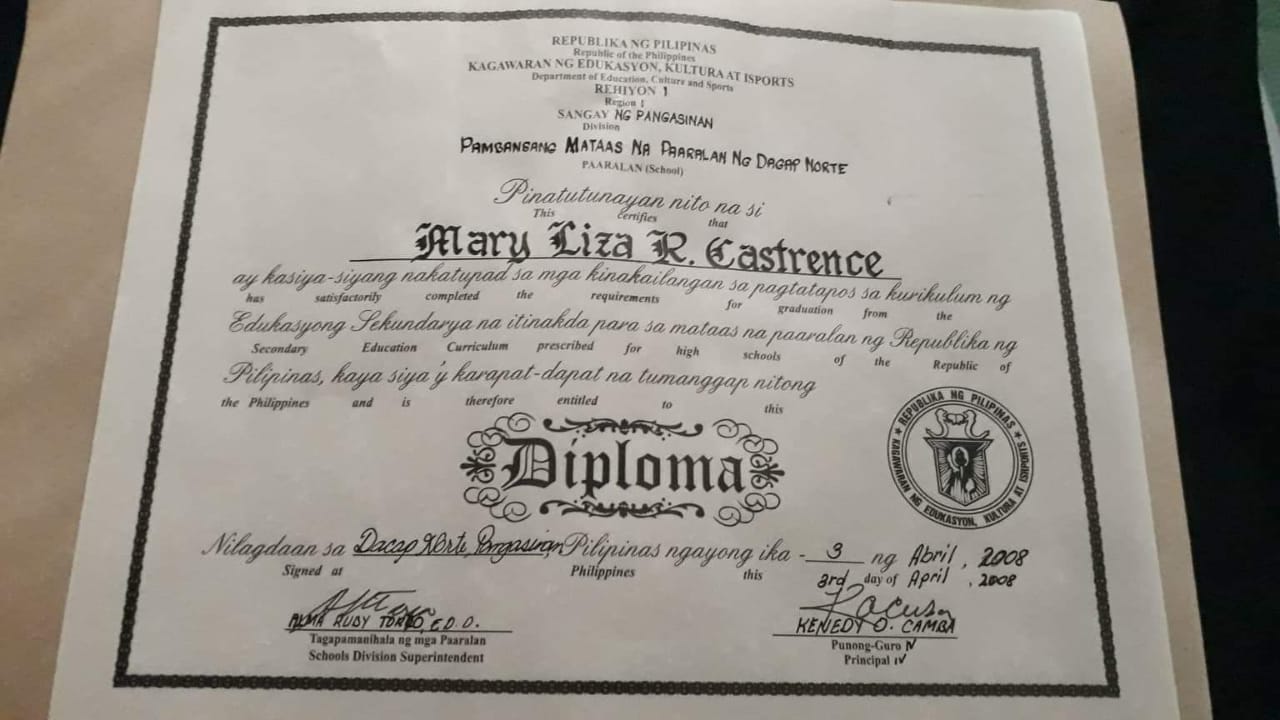 REPUBLIKA NG PILIPINAS
Republic of the Philippines
KAGAWARAN NG EDUKASYON, KULTURA AT ISPORTS
Department of Education, Culture and Sports
REHIYON 1
Region 1
SANGAY NG PANGASINAN
Division
PAMBANSANG MATAAS NA PAARALAN NG DACAP NORTE
PAARALAN (School)
Pinatutunayan nito na si
This certifies that
Mary Liza R. Castrence
ay kasiya-siyang nakatupad sa mga kinakailangan sa pagtatapos sa kurikulum ng
has satisfactorily completed the requirements for graduation from the
Edukasyong Sekundarya na itinakda para sa mataas na paaralan ng Republika ng
Secondary Education Curriculum prescribed for high schools of the Republic of
Pilipinas, kaya siya'y karapat-dapat na tumanggap nitong
the Philippines and is therefore entitled to this
Diploma
REPUBLIKA NG PILIPINAS
KAGAWARAN NG EDUKASYON, KULTURA AT ISPORTS
Nilagdaan sa Dacap Norte, Pangasinan Pilipinas ngayong ika - 3 ng Abril, 2008
Signed at Philippines this 3rd day of April, 2008
ALMA RUBY TORIO, E.D.D.
KENEDY O. CAMBA
Tagapamanihala ng mga Paaralan
Punong-Guro IV
Schools Division Superintendent
Principal IV